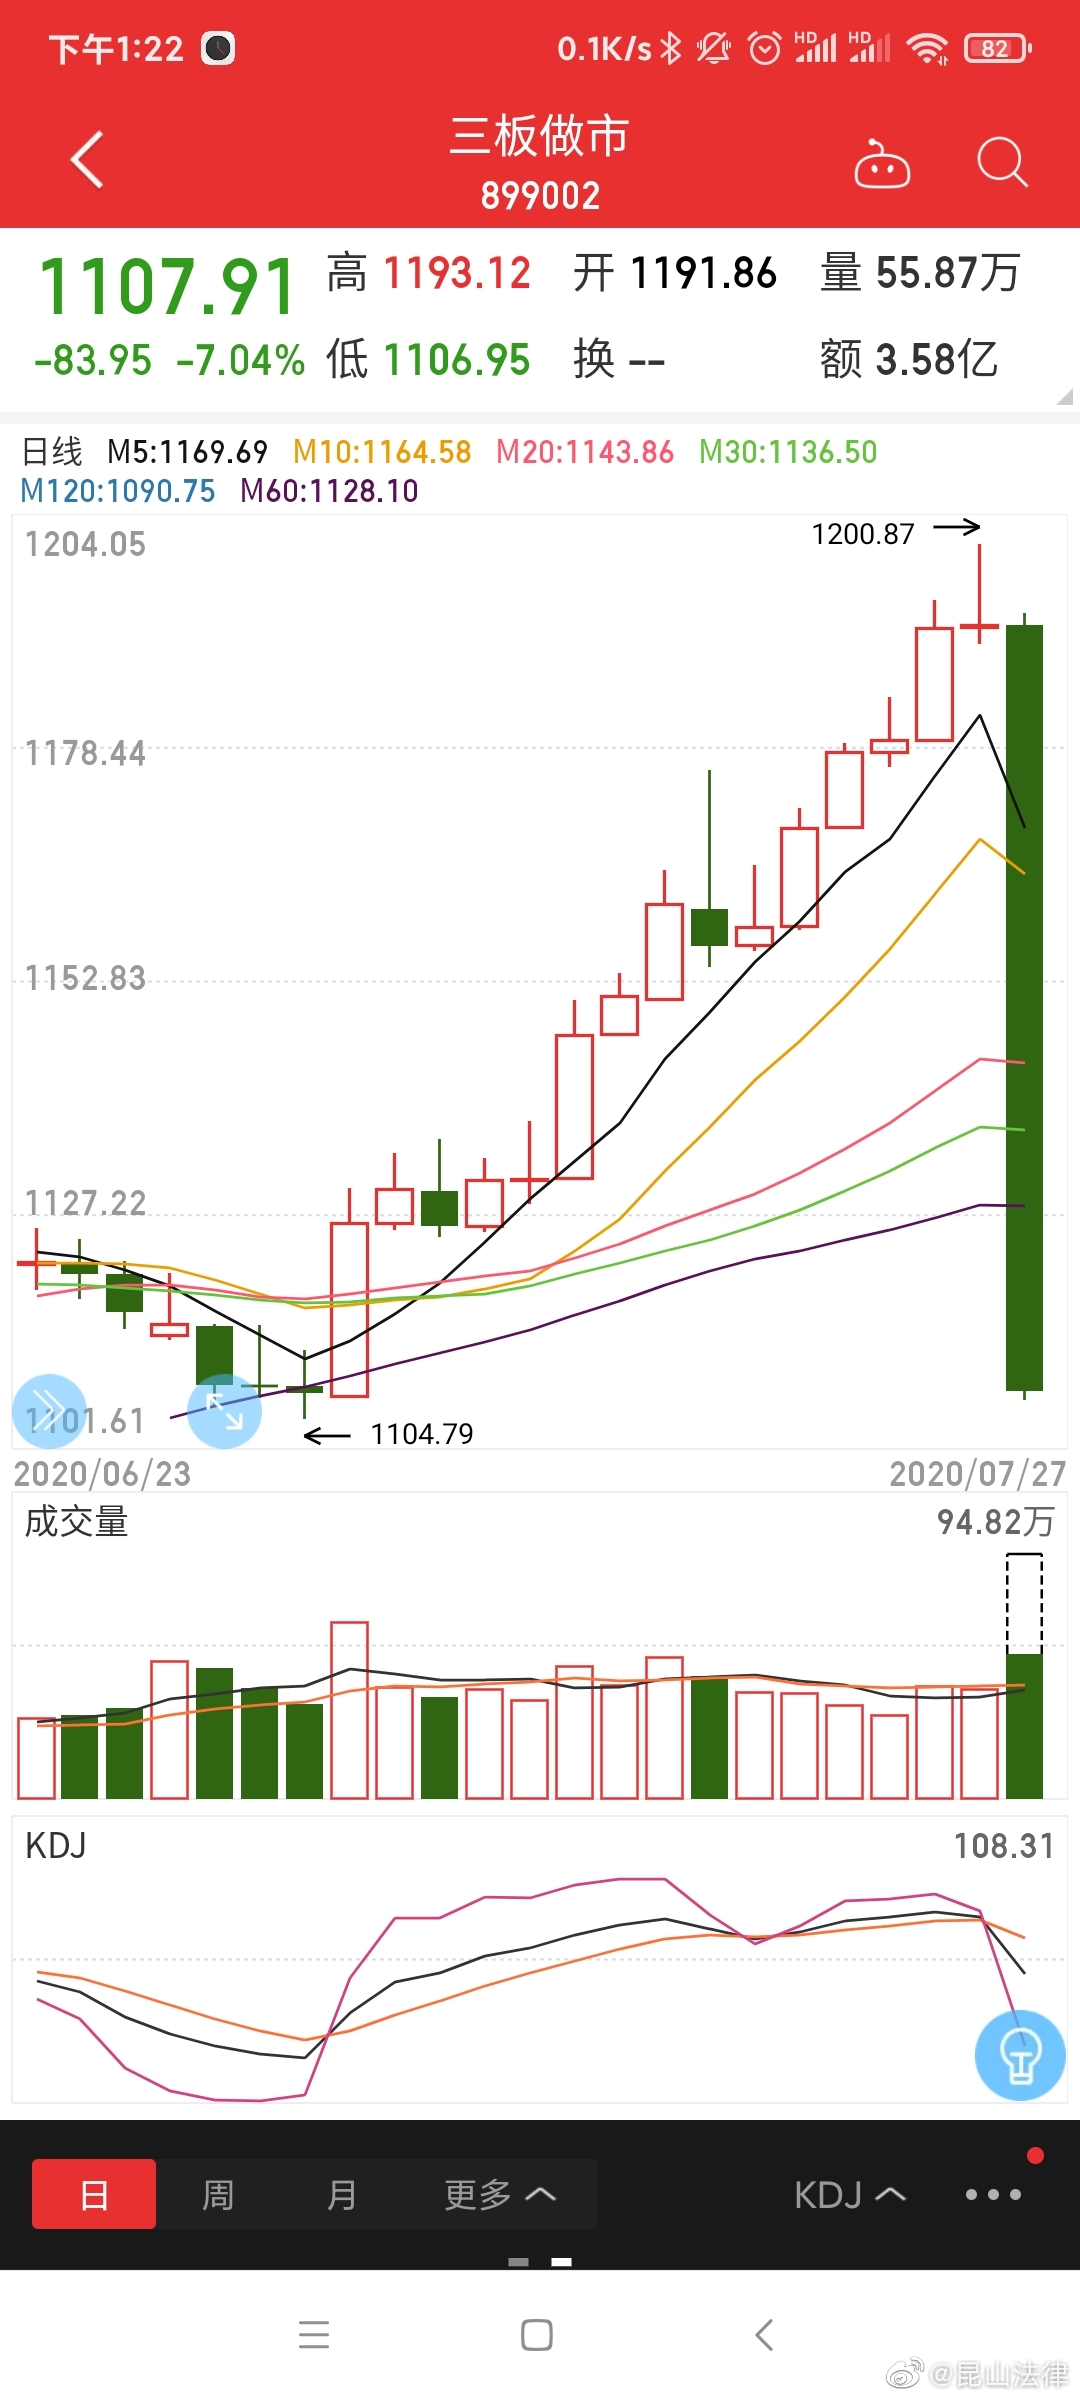 下午1:22 0.1K/s HD HD 82
三板做市
899002
1107.91 高 1193.12 开 1191.86 量 55.87万
-83.95 -7.04% 低 1106.95 换 -- 额 3.58亿
日线 M5:1169.69 M10:1164.58 M20:1143.86 M30:1136.50
M120:1090.75 M60:1128.10
1200.87
1204.05
1178.44
1152.83
1127.22
1101.61
1104.79
2020/06/23 2020/07/27
成交量 94.82万
KDJ 108.31
日 周 月 更多 KDJ
@昆山法律